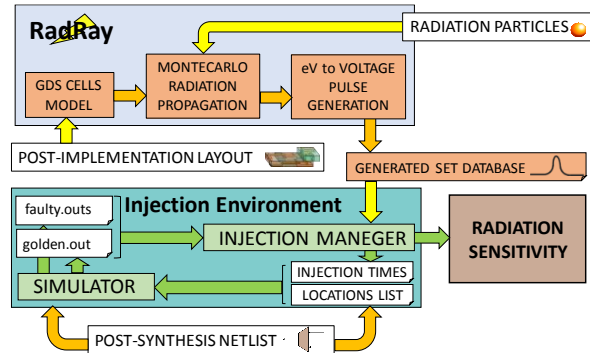 RadRay
RADIATION PARTICLES
GDS CELLS
MODEL
MONTECARLO
RADIATION
PROPAGATION
eV to VOLTAGE
PULSE
GENERATION
POST-IMPLEMENTATION LAYOUT
GENERATED SET DATABASE
Injection Environment
faulty.outs
golden.out
INJECTION MANEGER
RADIATION
SENSITIVITY
SIMULATOR
INJECTION TIMES
LOCATIONS LIST
POST-SYNTHESIS NETLIST